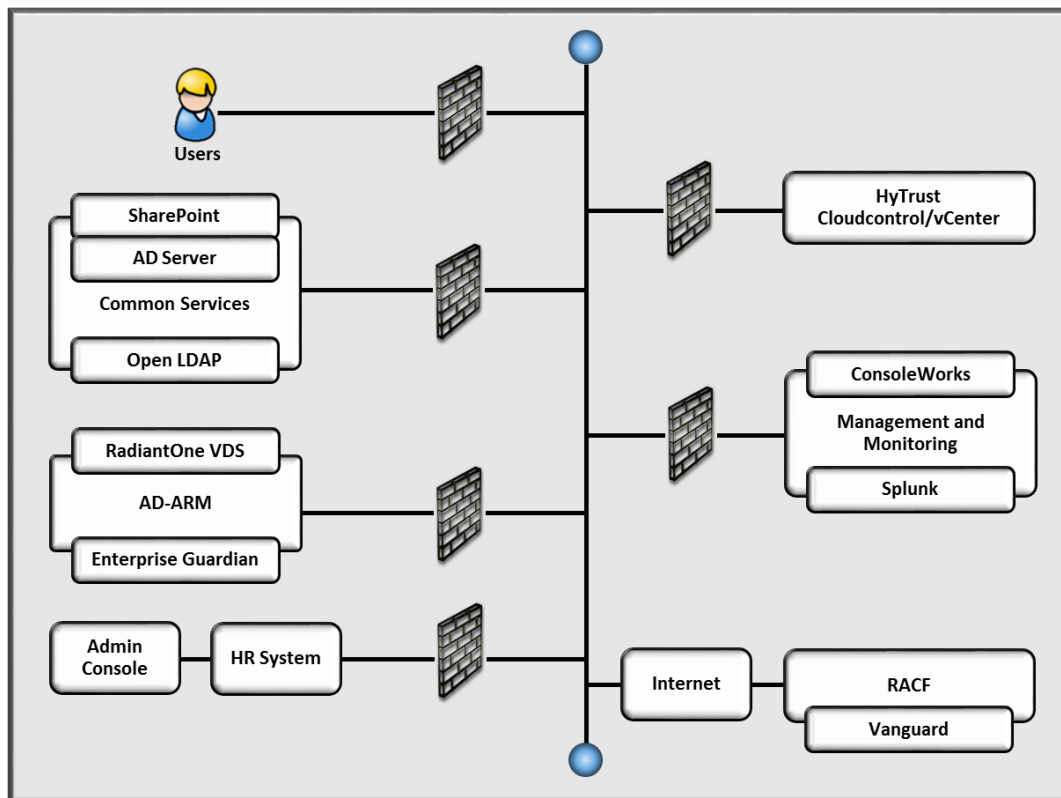 Users
SharePoint
AD Server
Common Services
Open LDAP
RadiantOne VDS
AD-ARM
Enterprise Guardian
Admin
Console
HR System
HyTrust
Cloudcontrol/vCenter
ConsoleWorks
Management and
Monitoring
Splunk
Internet
RACF
Vanguard